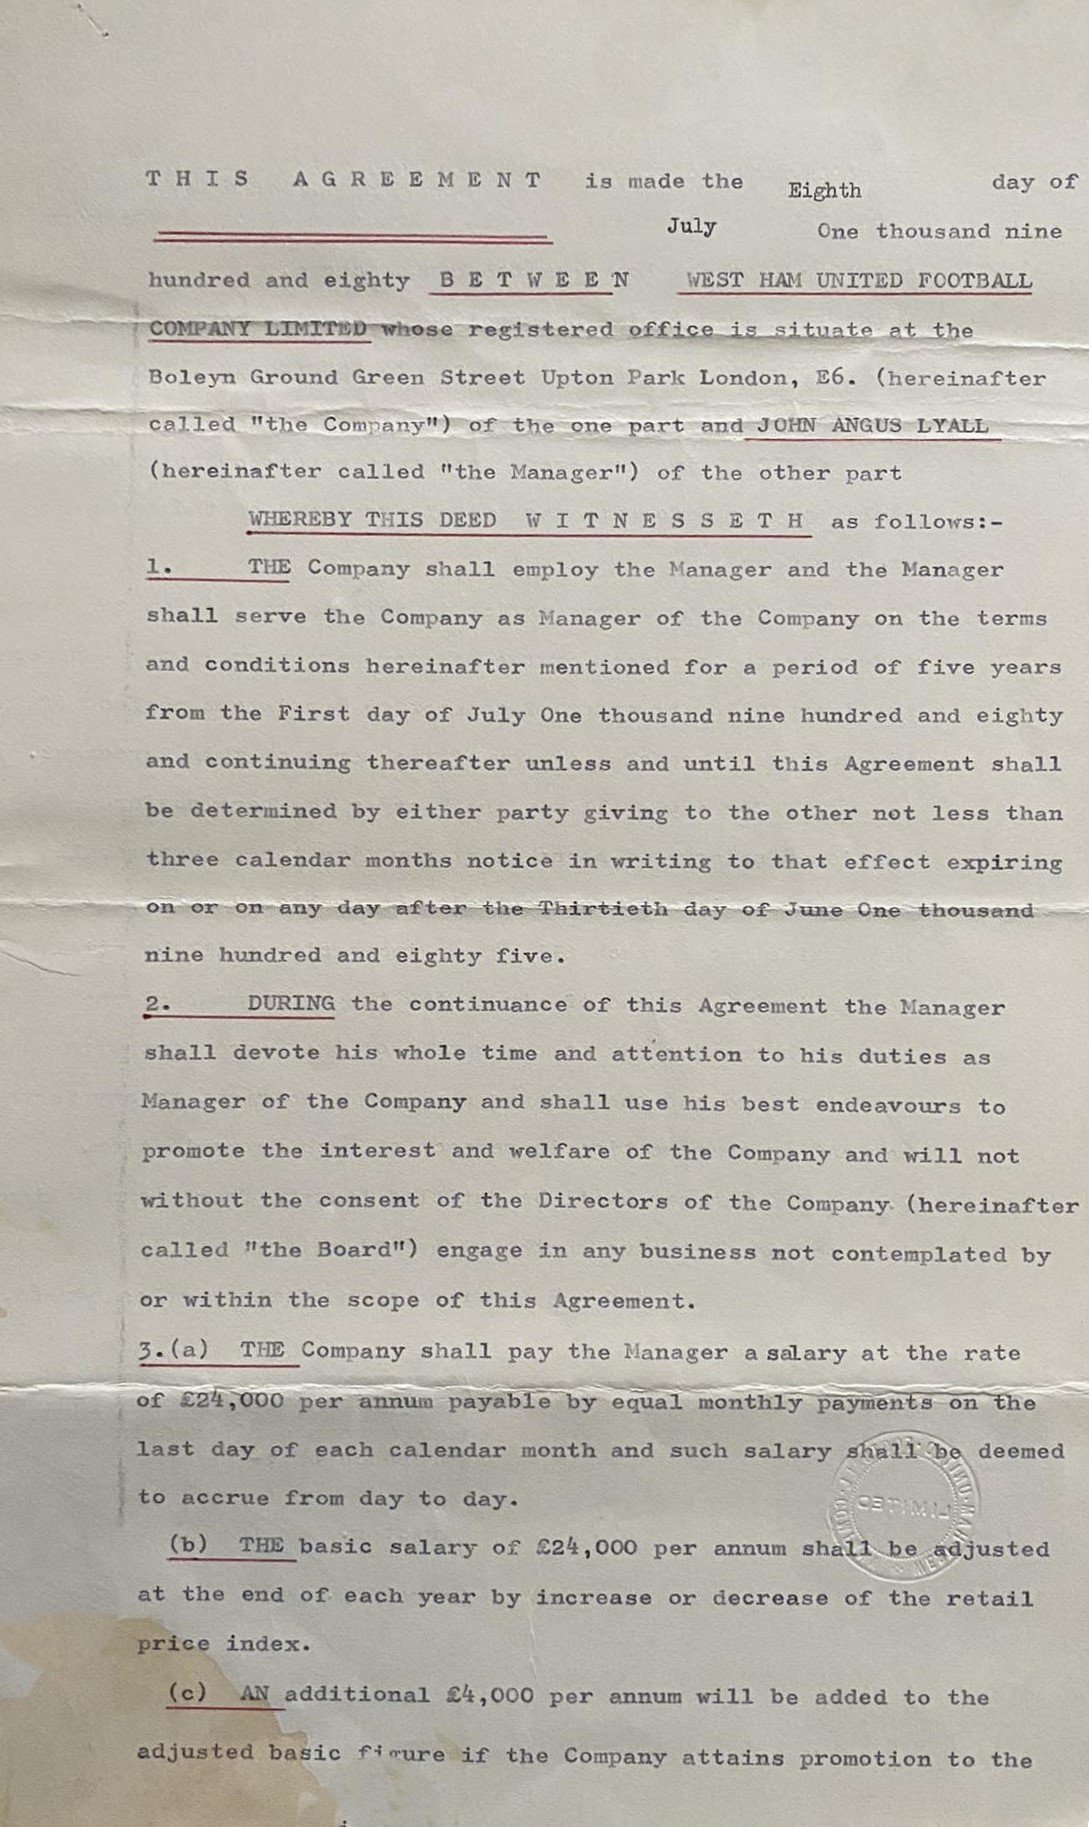 THIS AGREEMENT is made the Eighth day of
July One thousand nine
hundred and eighty BETWEEN WEST HAM UNITED FOOTBALL
COMPANY LIMITED whose registered office is situate at the
Boleyn Ground Green Street Upton Park London, E6. (hereinafter
called "the Company") of the one part and JOHN ANGUS LYALL
(hereinafter called "the Manager") of the other part
WHEREBY THIS DEED WITNESSETH as follows:-
1. THE Company shall employ the Manager and the Manager
shall serve the Company as Manager of the Company on the terms
and conditions hereinafter mentioned for a period of five years
from the First day of July One thousand nine hundred and eighty
and continuing thereafter unless and until this Agreement shall
be determined by either party giving to the other not less than
three calendar months notice in writing to that effect expiring
on or on any day after the Thirtieth day of June One thousand
nine hundred and eighty five.
2. DURING the continuance of this Agreement the Manager
shall devote his whole time and attention to his duties as
Manager of the Company and shall use his best endeavours to
promote the interest and welfare of the Company and will not
without the consent of the Directors of the Company (hereinafter
called "the Board") engage in any business not contemplated by
or within the scope of this Agreement.
3.(a) THE Company shall pay the Manager a salary at the rate
of £24,000 per annum payable by equal monthly payments on the
last day of each calendar month and such salary shall be deemed
to accrue from day to day.
LIMITED
(b) THE basic salary of £24,000 per annum shall be adjusted
at the end of each year by increase or decrease of the retail
price index.
(c) AN additional £4,000 per annum will be added to the
adjusted basic figure if the Company attains promotion to the